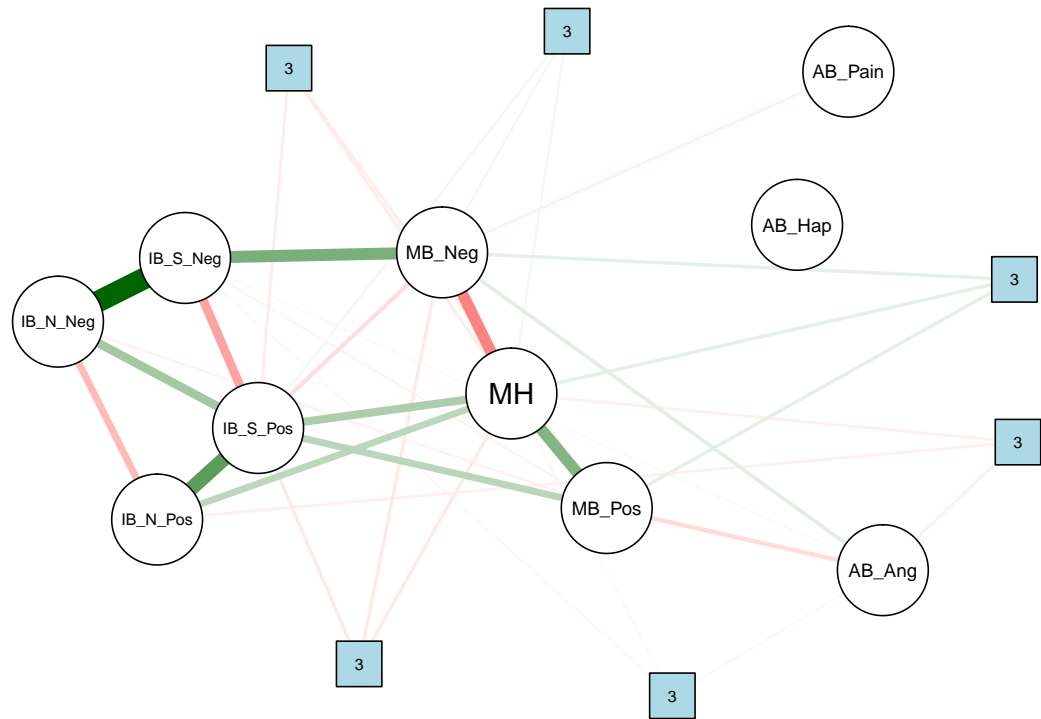 3
3
AB_Pain
AB_Hap
IB_S_Neg
MB_Neg
3
IB_N_Neg
MH
IB_S_Pos
3
MB_Pos
IB_N_Pos
AB_Ang
3
3